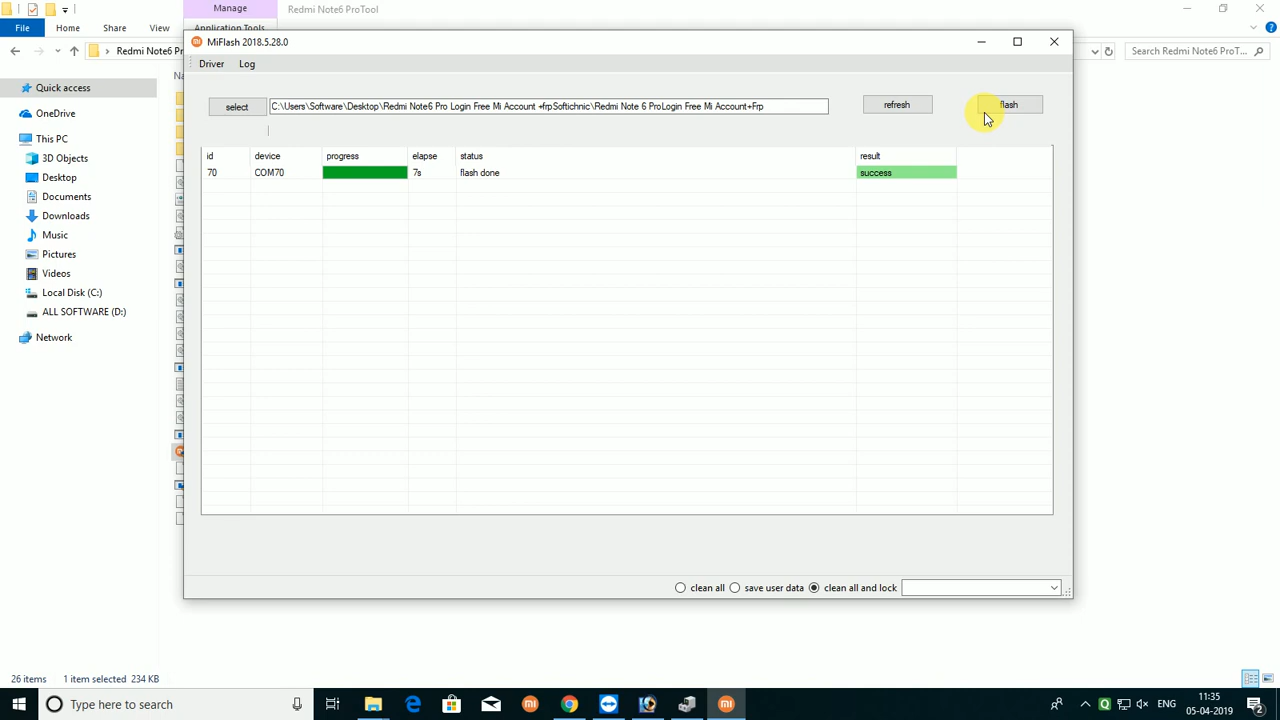 Manage
Redmi Note6 ProTool
File
Home
Share
View
Application Tools
Redmi Note6 Pr
Search Redmi Note6 ProT...
MiFlash 2018.5.28.0
Driver
Log
select
C:\Users\Software\Desktop\Redmi Note6 Pro Login Free Mi Account +frpSoftichnic\Redmi Note 6 ProLogin Free Mi Account+Frp
refresh
flash
id device progress elapse status result
70 COM70 7s flash done success
Quick access
OneDrive
This PC
3D Objects
Desktop
Documents
Downloads
Music
Pictures
Videos
Local Disk (C:)
ALL SOFTWARE (D:)
Network
clean all
save user data
clean all and lock
26 items
1 item selected 234 KB
Type here to search
ENG
11:35
05-04-2019
2